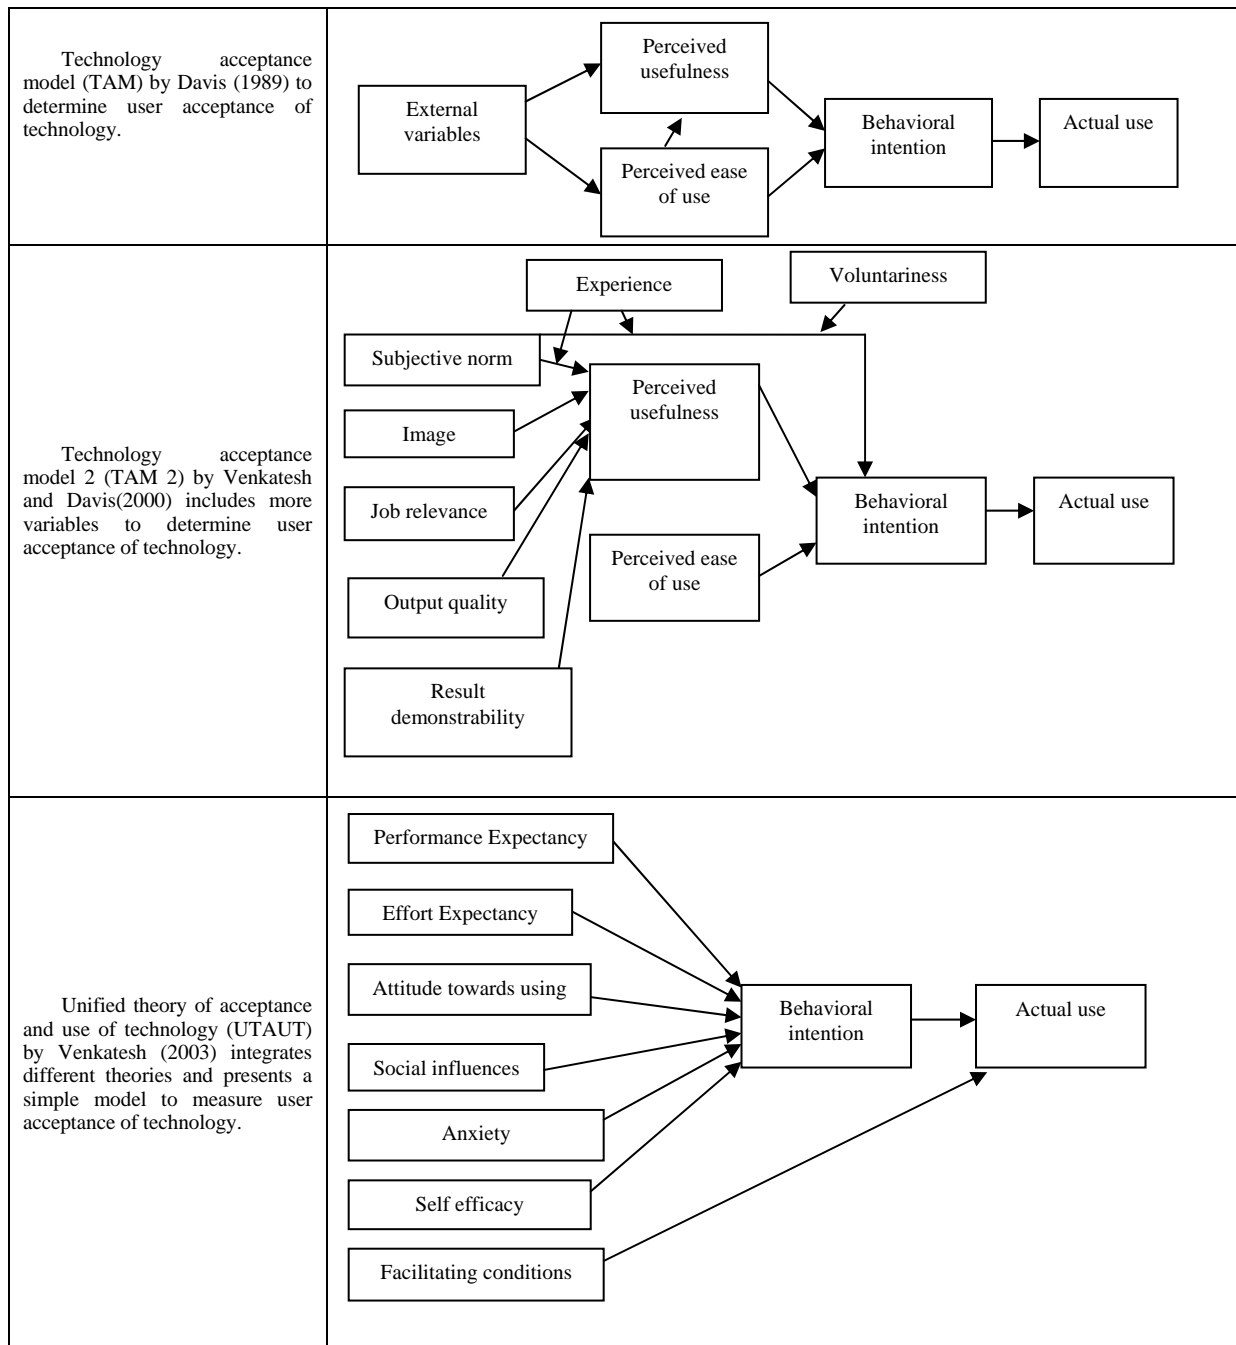 Technology acceptance
model (TAM) by Davis (1989) to
determine user acceptance of
technology.
External
variables
Perceived
usefulness
Perceived ease
of use
Behavioral
intention
Actual use
Technology acceptance
model 2 (TAM 2) by Venkatesh
and Davis(2000) includes more
variables to determine user
acceptance of technology.
Experience
Voluntariness
Subjective norm
Image
Job relevance
Output quality
Result
demonstrability
Perceived
usefulness
Perceived ease
of use
Behavioral
intention
Actual use
Unified theory of acceptance
and use of technology (UTAUT)
by Venkatesh (2003) integrates
different theories and presents a
simple model to measure user
acceptance of technology.
Performance Expectancy
Effort Expectancy
Attitude towards using
Social influences
Anxiety
Self efficacy
Facilitating conditions
Behavioral
intention
Actual use